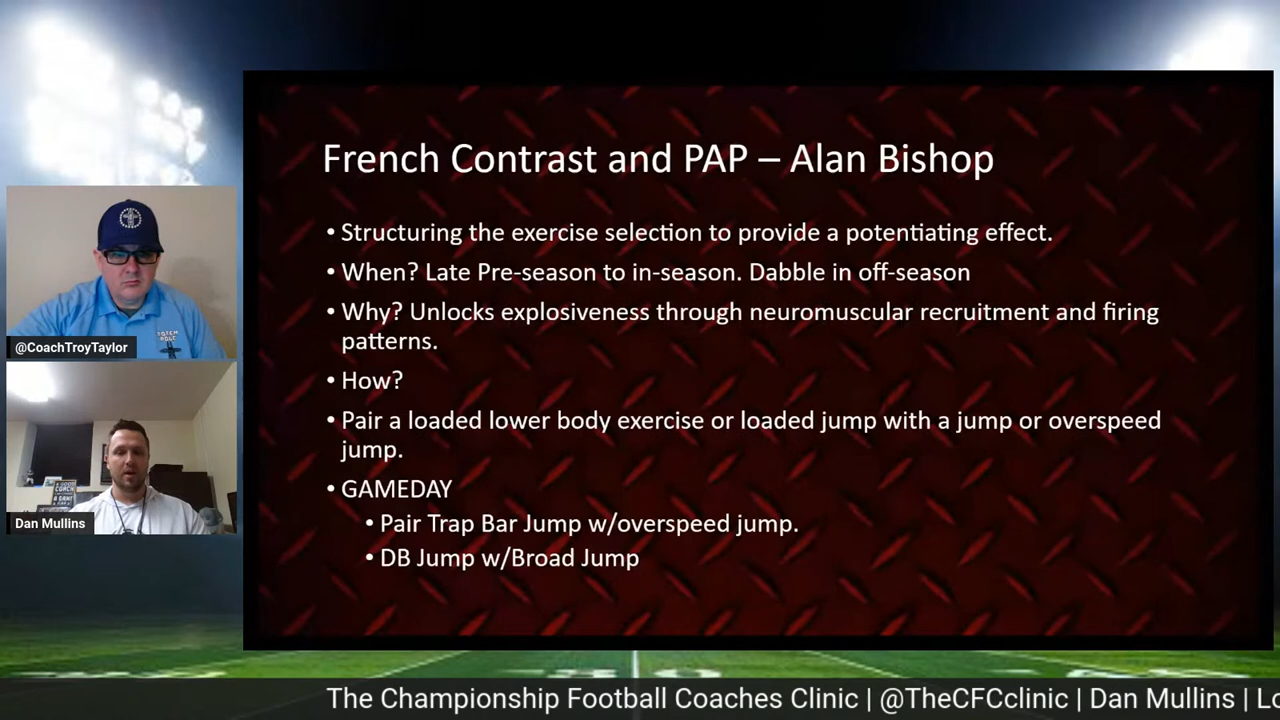 French Contrast and PAP – Alan Bishop
• Structuring the exercise selection to provide a potentiating effect.
• When? Late Pre-season to in-season. Dabble in off-season
• Why? Unlocks explosiveness through neuromuscular recruitment and firing
patterns.
• How?
• Pair a loaded lower body exercise or loaded jump with a jump or overspeed
jump.
• GAMEDAY
• Pair Trap Bar Jump w/overspeed jump.
• DB Jump w/Broad Jump
TOTEM
POLE
@CoachTroyTaylor
Dan Mullins
The Championship Football Coaches Clinic | @TheCFCclinic | Dan Mullins | Lo